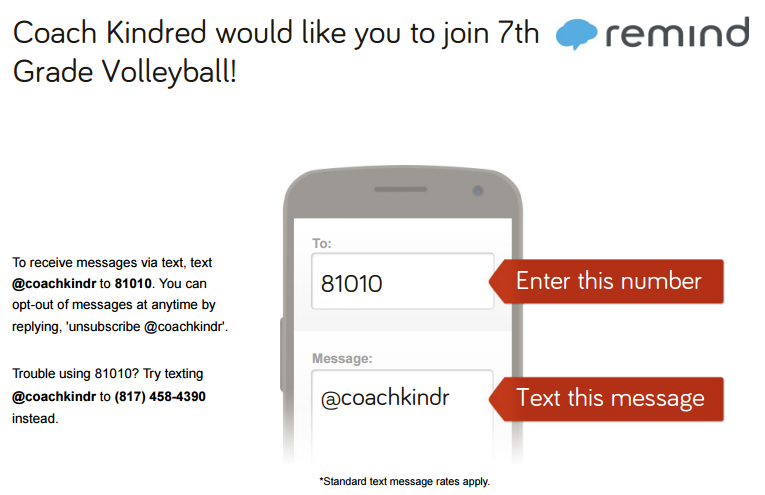 Coach Kindred would like you to join 7th
Grade Volleyball!
remind
To receive messages via text, text
@coachkindr to 81010. You can
opt-out of messages at anytime by
replying, 'unsubscribe @coachkindr'.
Trouble using 81010? Try texting
@coachkindr to (817) 458-4390
instead.
To:
81010
Enter this number
Message:
@coachkindr
Text this message
*Standard text message rates apply.